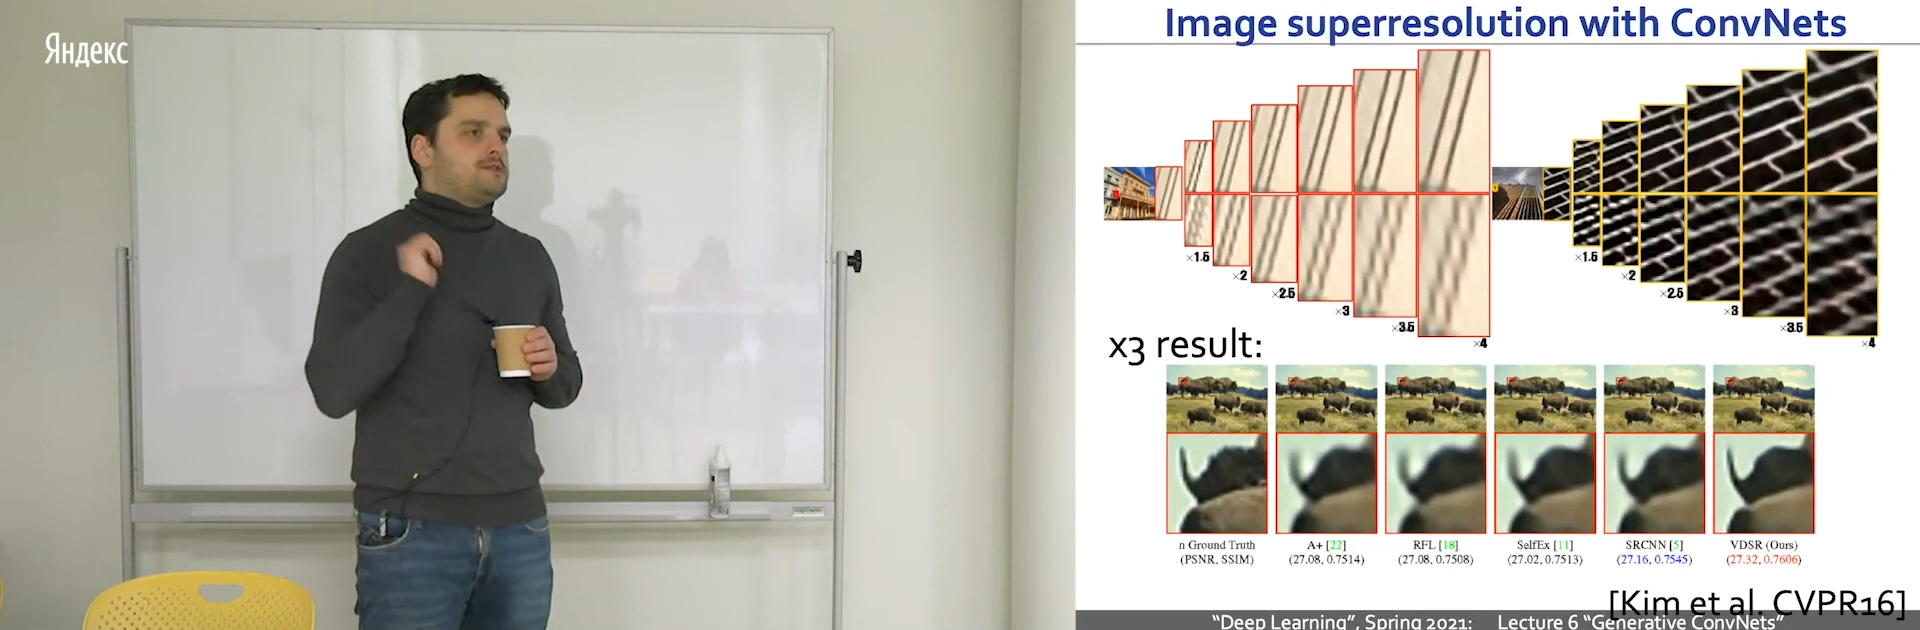 Яндекс
Image superresolution with ConvNets
×1.5
×2
×2.5
×3
×3.5
×4
×1.5
×2
×2.5
×3
×3.5
×4
x3 result:
n Ground Truth
(PSNR, SSIM)
A+ [22]
(27.08, 0.7514)
RFL [18]
(27.08, 0.7508)
SelfEx [11]
(27.02, 0.7513)
SRCNN [5]
(27.16, 0.7545)
VDSR (Ours)
(27.32, 0.7606)
[Kim et al. CVPR16]
"Deep Learning", Spring 2021: Lecture 6 "Generative ConvNets"